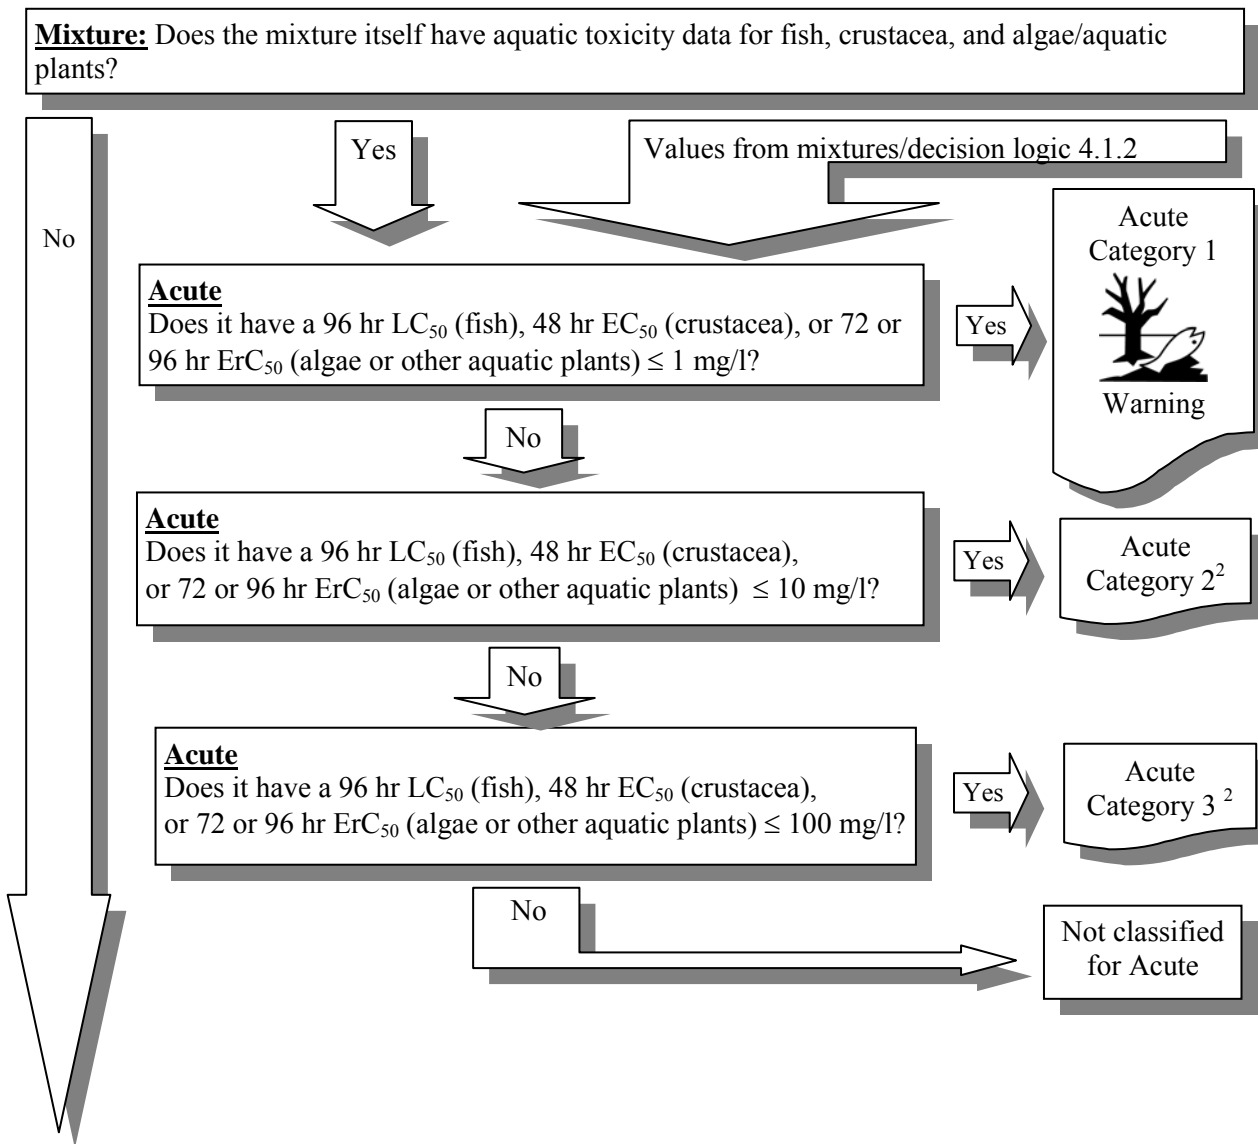 Mixture: Does the mixture itself have aquatic toxicity data for fish, crustacea, and algae/aquatic
plants?
No
Yes
Values from mixtures/decision logic 4.1.2
Acute
Does it have a 96 hr LC₅₀ (fish), 48 hr EC₅₀ (crustacea), or 72 or
96 hr ErC₅₀ (algae or other aquatic plants) ≤ 1 mg/l?
Yes
Acute
Category 1
Warning
No
Acute
Does it have a 96 hr LC₅₀ (fish), 48 hr EC₅₀ (crustacea),
or 72 or 96 hr ErC₅₀ (algae or other aquatic plants) ≤ 10 mg/l?
Yes
Acute
Category 2²
No
Acute
Does it have a 96 hr LC₅₀ (fish), 48 hr EC₅₀ (crustacea),
or 72 or 96 hr ErC₅₀ (algae or other aquatic plants) ≤ 100 mg/l?
Yes
Acute
Category 3 ²
No
Not classified
for Acute